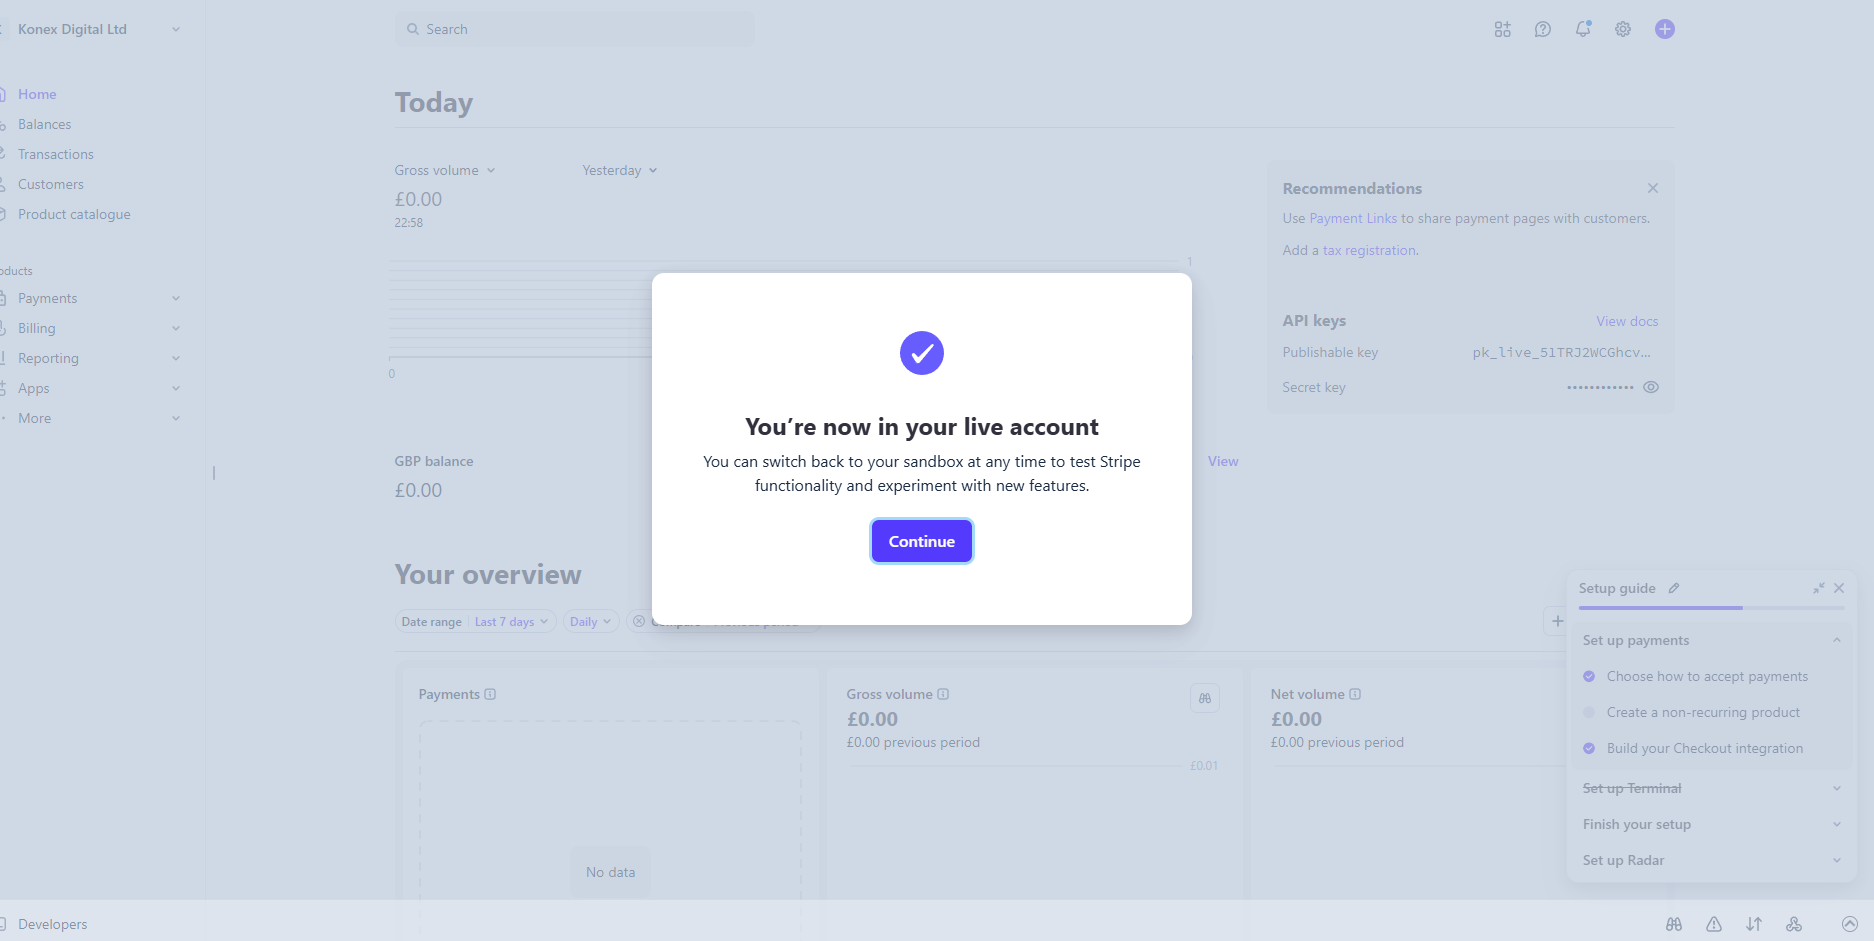 Konex Digital Ltd
Search
Home
Balances
Transactions
Customers
Product catalogue
Payments
Billing
Reporting
Apps
More
Developers
Today
Gross volume
Yesterday
£0.00
22:58
1
0
Recommendations
Use Payment Links to share payment pages with customers.
Add a tax registration.
API keys
View docs
Publishable key
pk_live_51TRJ2WCGhcv...
Secret key
••••••••••••
You're now in your live account
You can switch back to your sandbox at any time to test Stripe
functionality and experiment with new features.
Continue
GBP balance
View
£0.00
Your overview
Date range
Last 7 days
Daily
Payments
No data
Gross volume
£0.00
£0.00 previous period
£0.01
Net volume
£0.00
£0.00 previous period
Setup guide
Set up payments
Choose how to accept payments
Create a non-recurring product
Build your Checkout integration
Set up Terminal
Finish your setup
Set up Radar